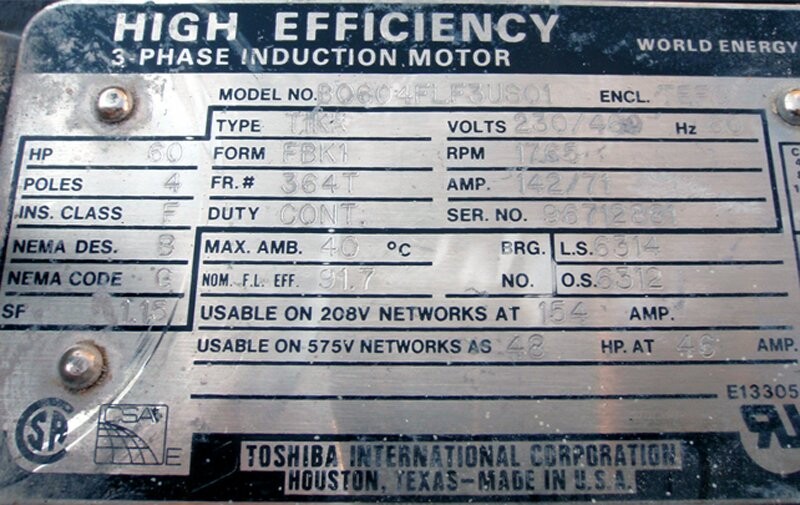 HIGH EFFICIENCY
3-PHASE INDUCTION MOTOR WORLD ENERGY
MODEL NO. B0604FLF3US01 ENCL. TEF
TYPE TIKK VOLTS 230/460 Hz 60
HP 60 FORM FBK1 RPM 1765
POLES 4 FR.# 364T AMP. 142/71
INS. CLASS F DUTY CONT. SER. NO.
NEMA DES. B MAX. AMB. 40 °C BRG. L.S. 6314
NEMA CODE G NOM. F.L. EFF. 91.7 NO. O.S. 6312
SF 1.15 USABLE ON 208V NETWORKS AT 154 AMP.
USABLE ON 575V NETWORKS AS 48 HP. AT 46 AMP.
E13305
SA CSA E
TOSHIBA INTERNATIONAL CORPORATION
HOUSTON, TEXAS-MADE IN U.S.A.